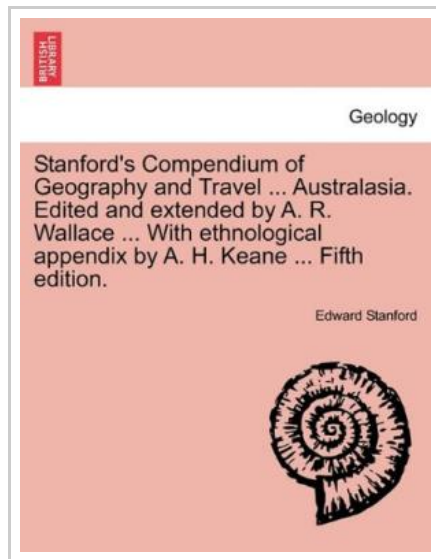 BRITISH
LIBRARY
Geology
Stanford's Compendium of
Geography and Travel ... Australasia.
Edited and extended by A. R.
Wallace ... With ethnological
appendix by A. H. Keane ... Fifth
edition.
Edward Stanford